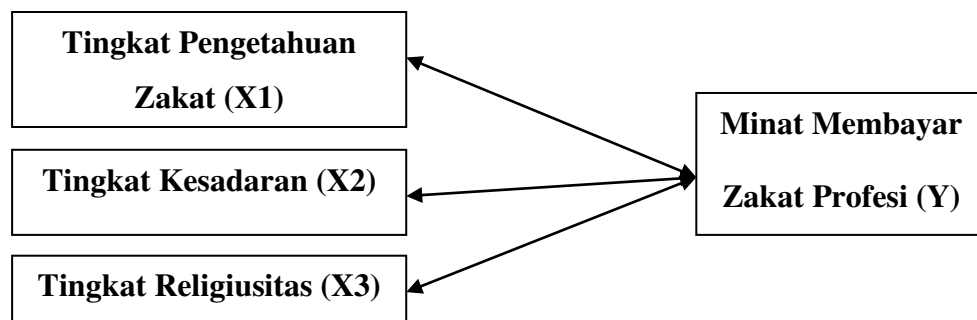 Tingkat Pengetahuan
Zakat (X1)
Tingkat Kesadaran (X2)
Tingkat Religiusitas (X3)
Minat Membayar
Zakat Profesi (Y)